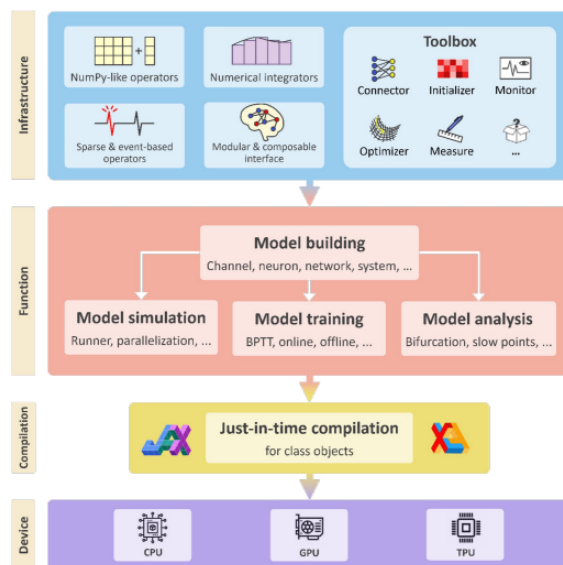 Infrastructure
NumPy-like operators
Numerical integrators
Sparse & event-based
operators
Modular & composable
interface
Toolbox
Connector
Initializer
Monitor
Optimizer
Measure
...
Function
Model building
Channel, neuron, network, system, ...
Model simulation
Runner, parallelization, ...
Model training
BPTT, online, offline, ...
Model analysis
Bifurcation, slow points, ...
Compilation
JAX
Just-in-time compilation
for class objects
XLA
Device
CPU
GPU
TPU